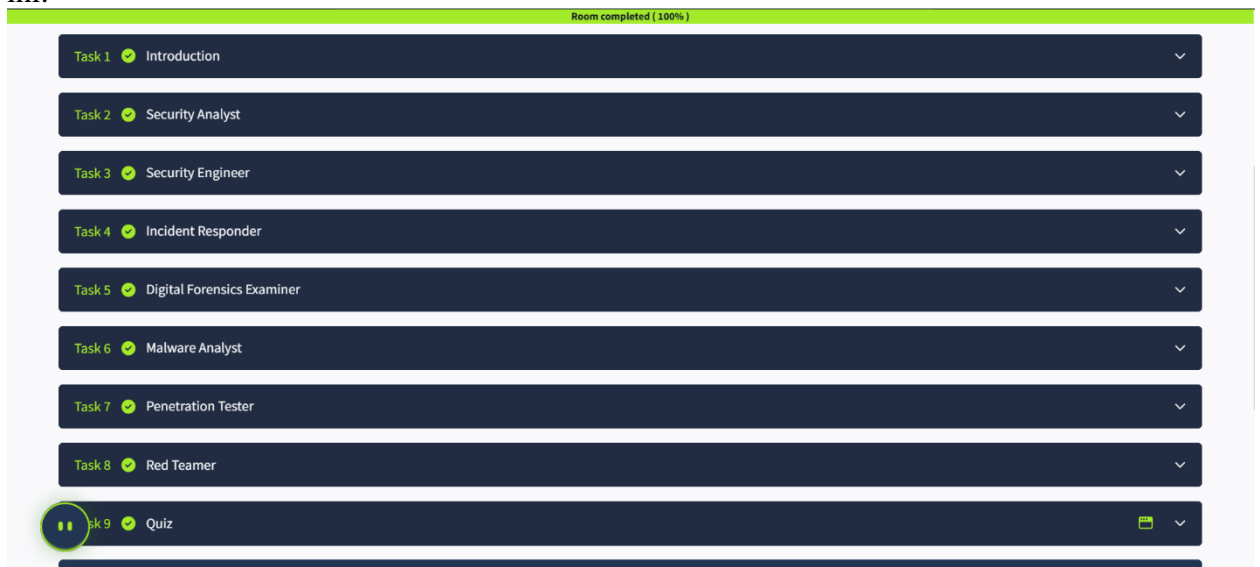 Room completed ( 100% )
Task 1 Introduction
Task 2 Security Analyst
Task 3 Security Engineer
Task 4 Incident Responder
Task 5 Digital Forensics Examiner
Task 6 Malware Analyst
Task 7 Penetration Tester
Task 8 Red Teamer
sk 9 Quiz